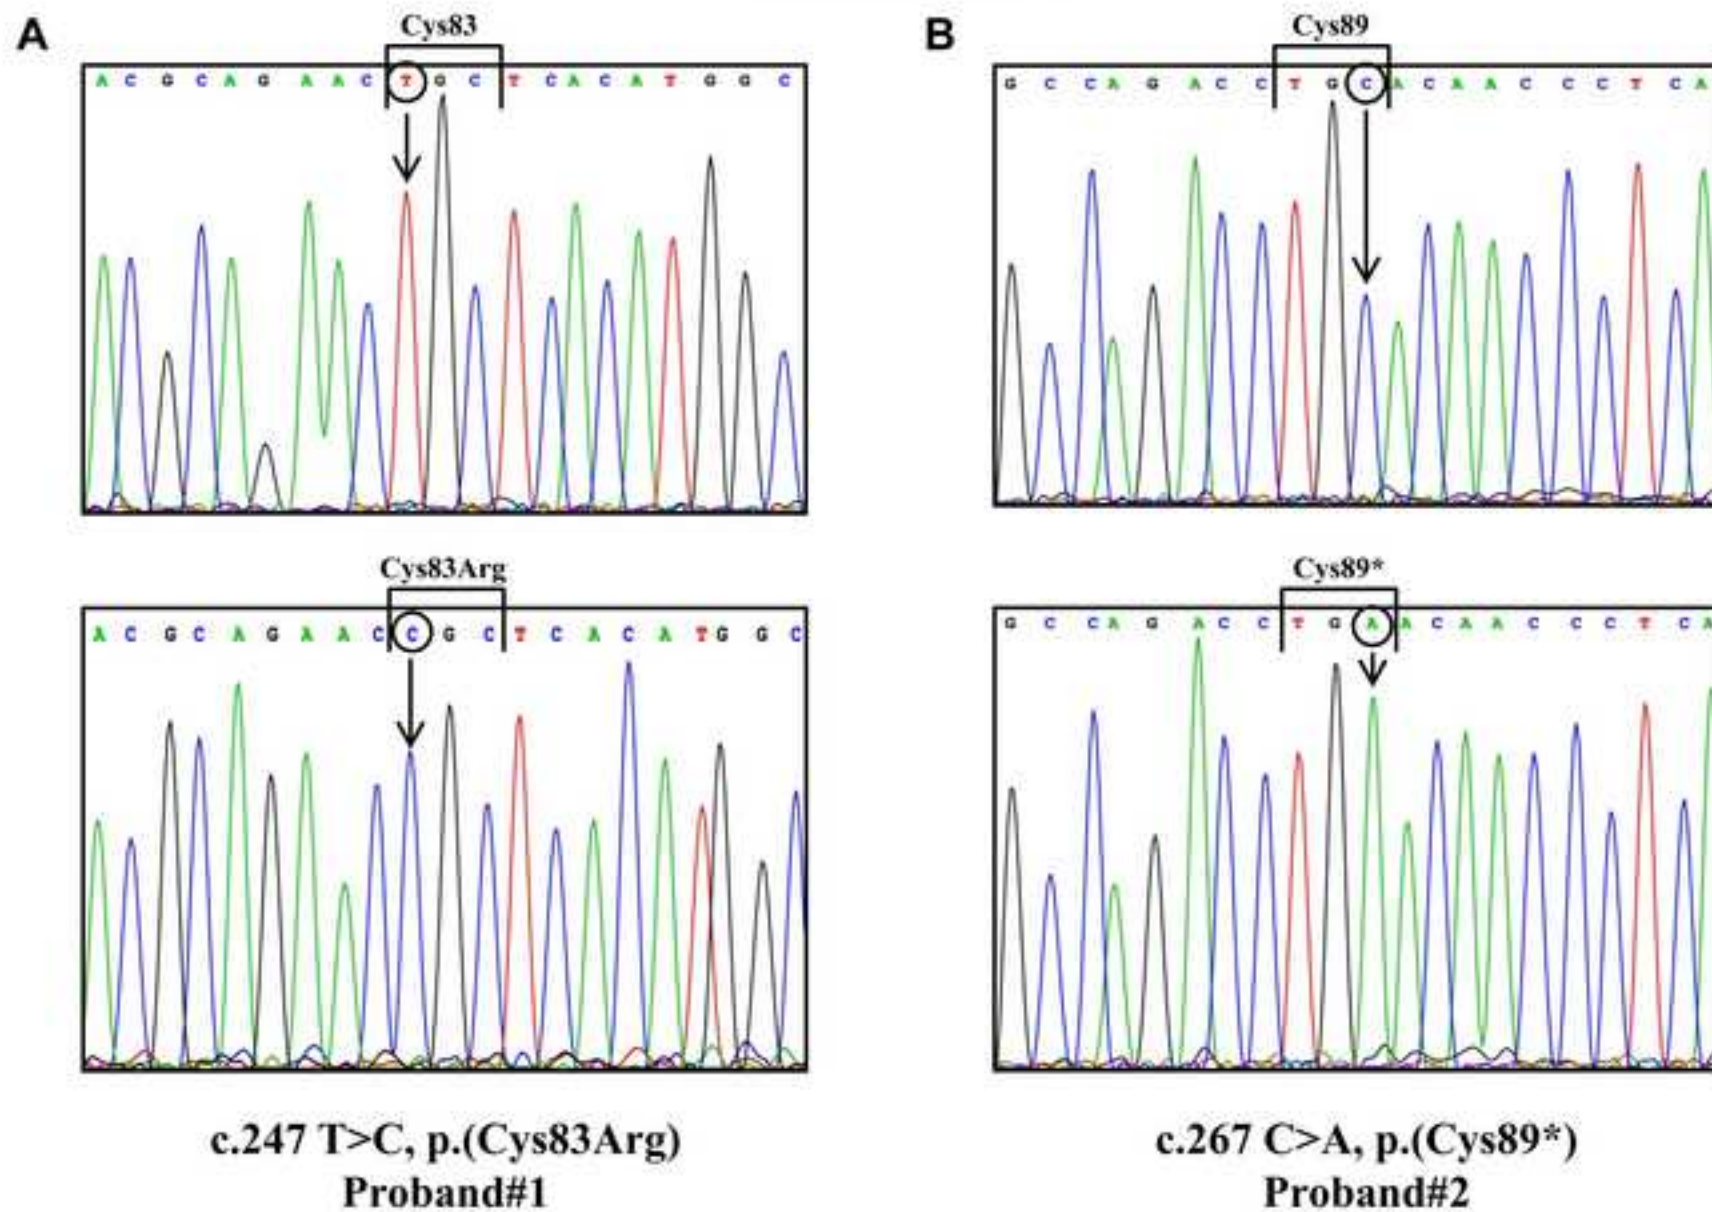 A
Cys83
A C G C A G A A C T G C T C A C A T G G C
Cys83Arg
A C G C A G A A C C G C T C A C A T G G C
c.247 T>C, p.(Cys83Arg)
Proband#1
B
Cys89
G C C A G A C C T G C A C A A C C C T C A
Cys89*
G C C A G A C C T G A A C A A C C C T C A
c.267 C>A, p.(Cys89*)
Proband#2